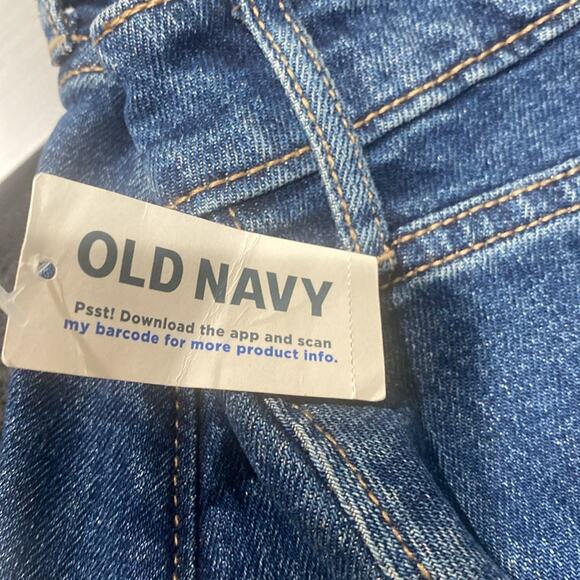 OLD NAVY
Psst! Download the app and scan
my barcode for more product info.